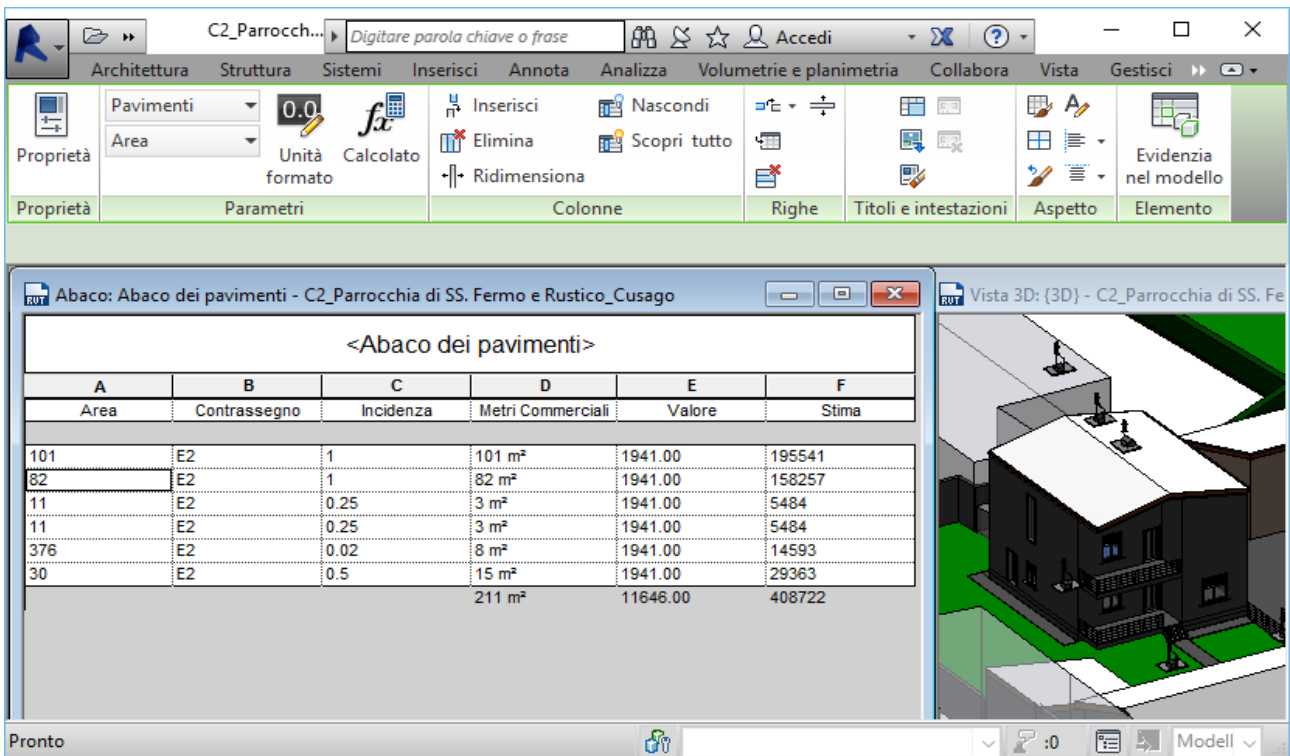 C2_Parrocch... Digitare parola chiave o frase Accedi
Architettura Struttura Sistemi Inserisci Annota Analizza Volumetrie e planimetria Collabora Vista Gestisci
Pavimenti 0.0 fx Inserisci Nascondi
Area Elimina Scopri tutto
Proprietà Unità formato Calcolato Ridimensiona Evidenzia nel modello
Proprietà Parametri Colonne Righe Titoli e intestazioni Aspetto Elemento
RVT Abaco: Abaco dei pavimenti - C2_Parrocchia di SS. Fermo e Rustico_Cusago
RVT Vista 3D: {3D} - C2_Parrocchia di SS. Fe
<Abaco dei pavimenti>
A B C D E F
Area Contrassegno Incidenza Metri Commerciali Valore Stima
101 E2 1 101 m² 1941.00 195541
82 E2 1 82 m² 1941.00 158257
11 E2 0.25 3 m² 1941.00 5484
11 E2 0.25 3 m² 1941.00 5484
376 E2 0.02 8 m² 1941.00 14593
30 E2 0.5 15 m² 1941.00 29363
211 m² 11646.00 408722
Pronto :0 Modell